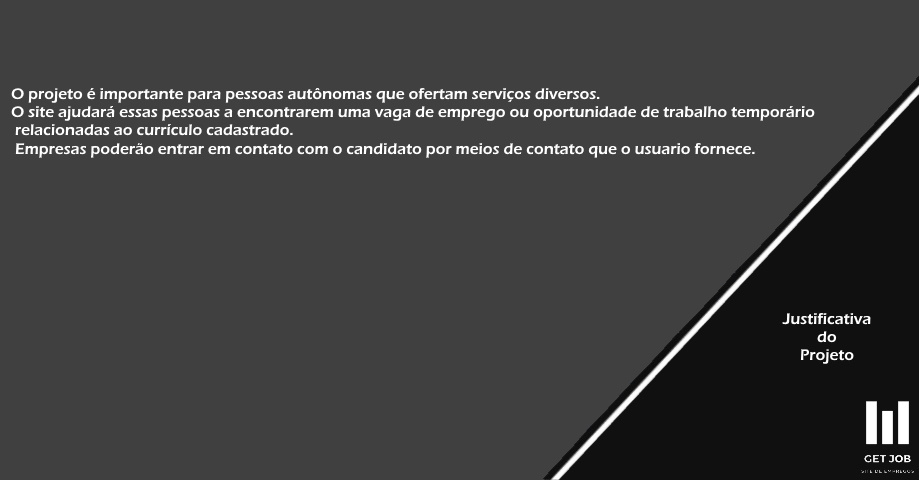 O projeto é importante para pessoas autônomas que ofertam serviços diversos.
O site ajudará essas pessoas a encontrarem uma vaga de emprego ou oportunidade de trabalho temporário
relacionadas ao currículo cadastrado.
Empresas poderão entrar em contato com o candidato por meios de contato que o usuario fornece.
Justificativa
do
Projeto
GET JOB
SITE DE EMPREGOS